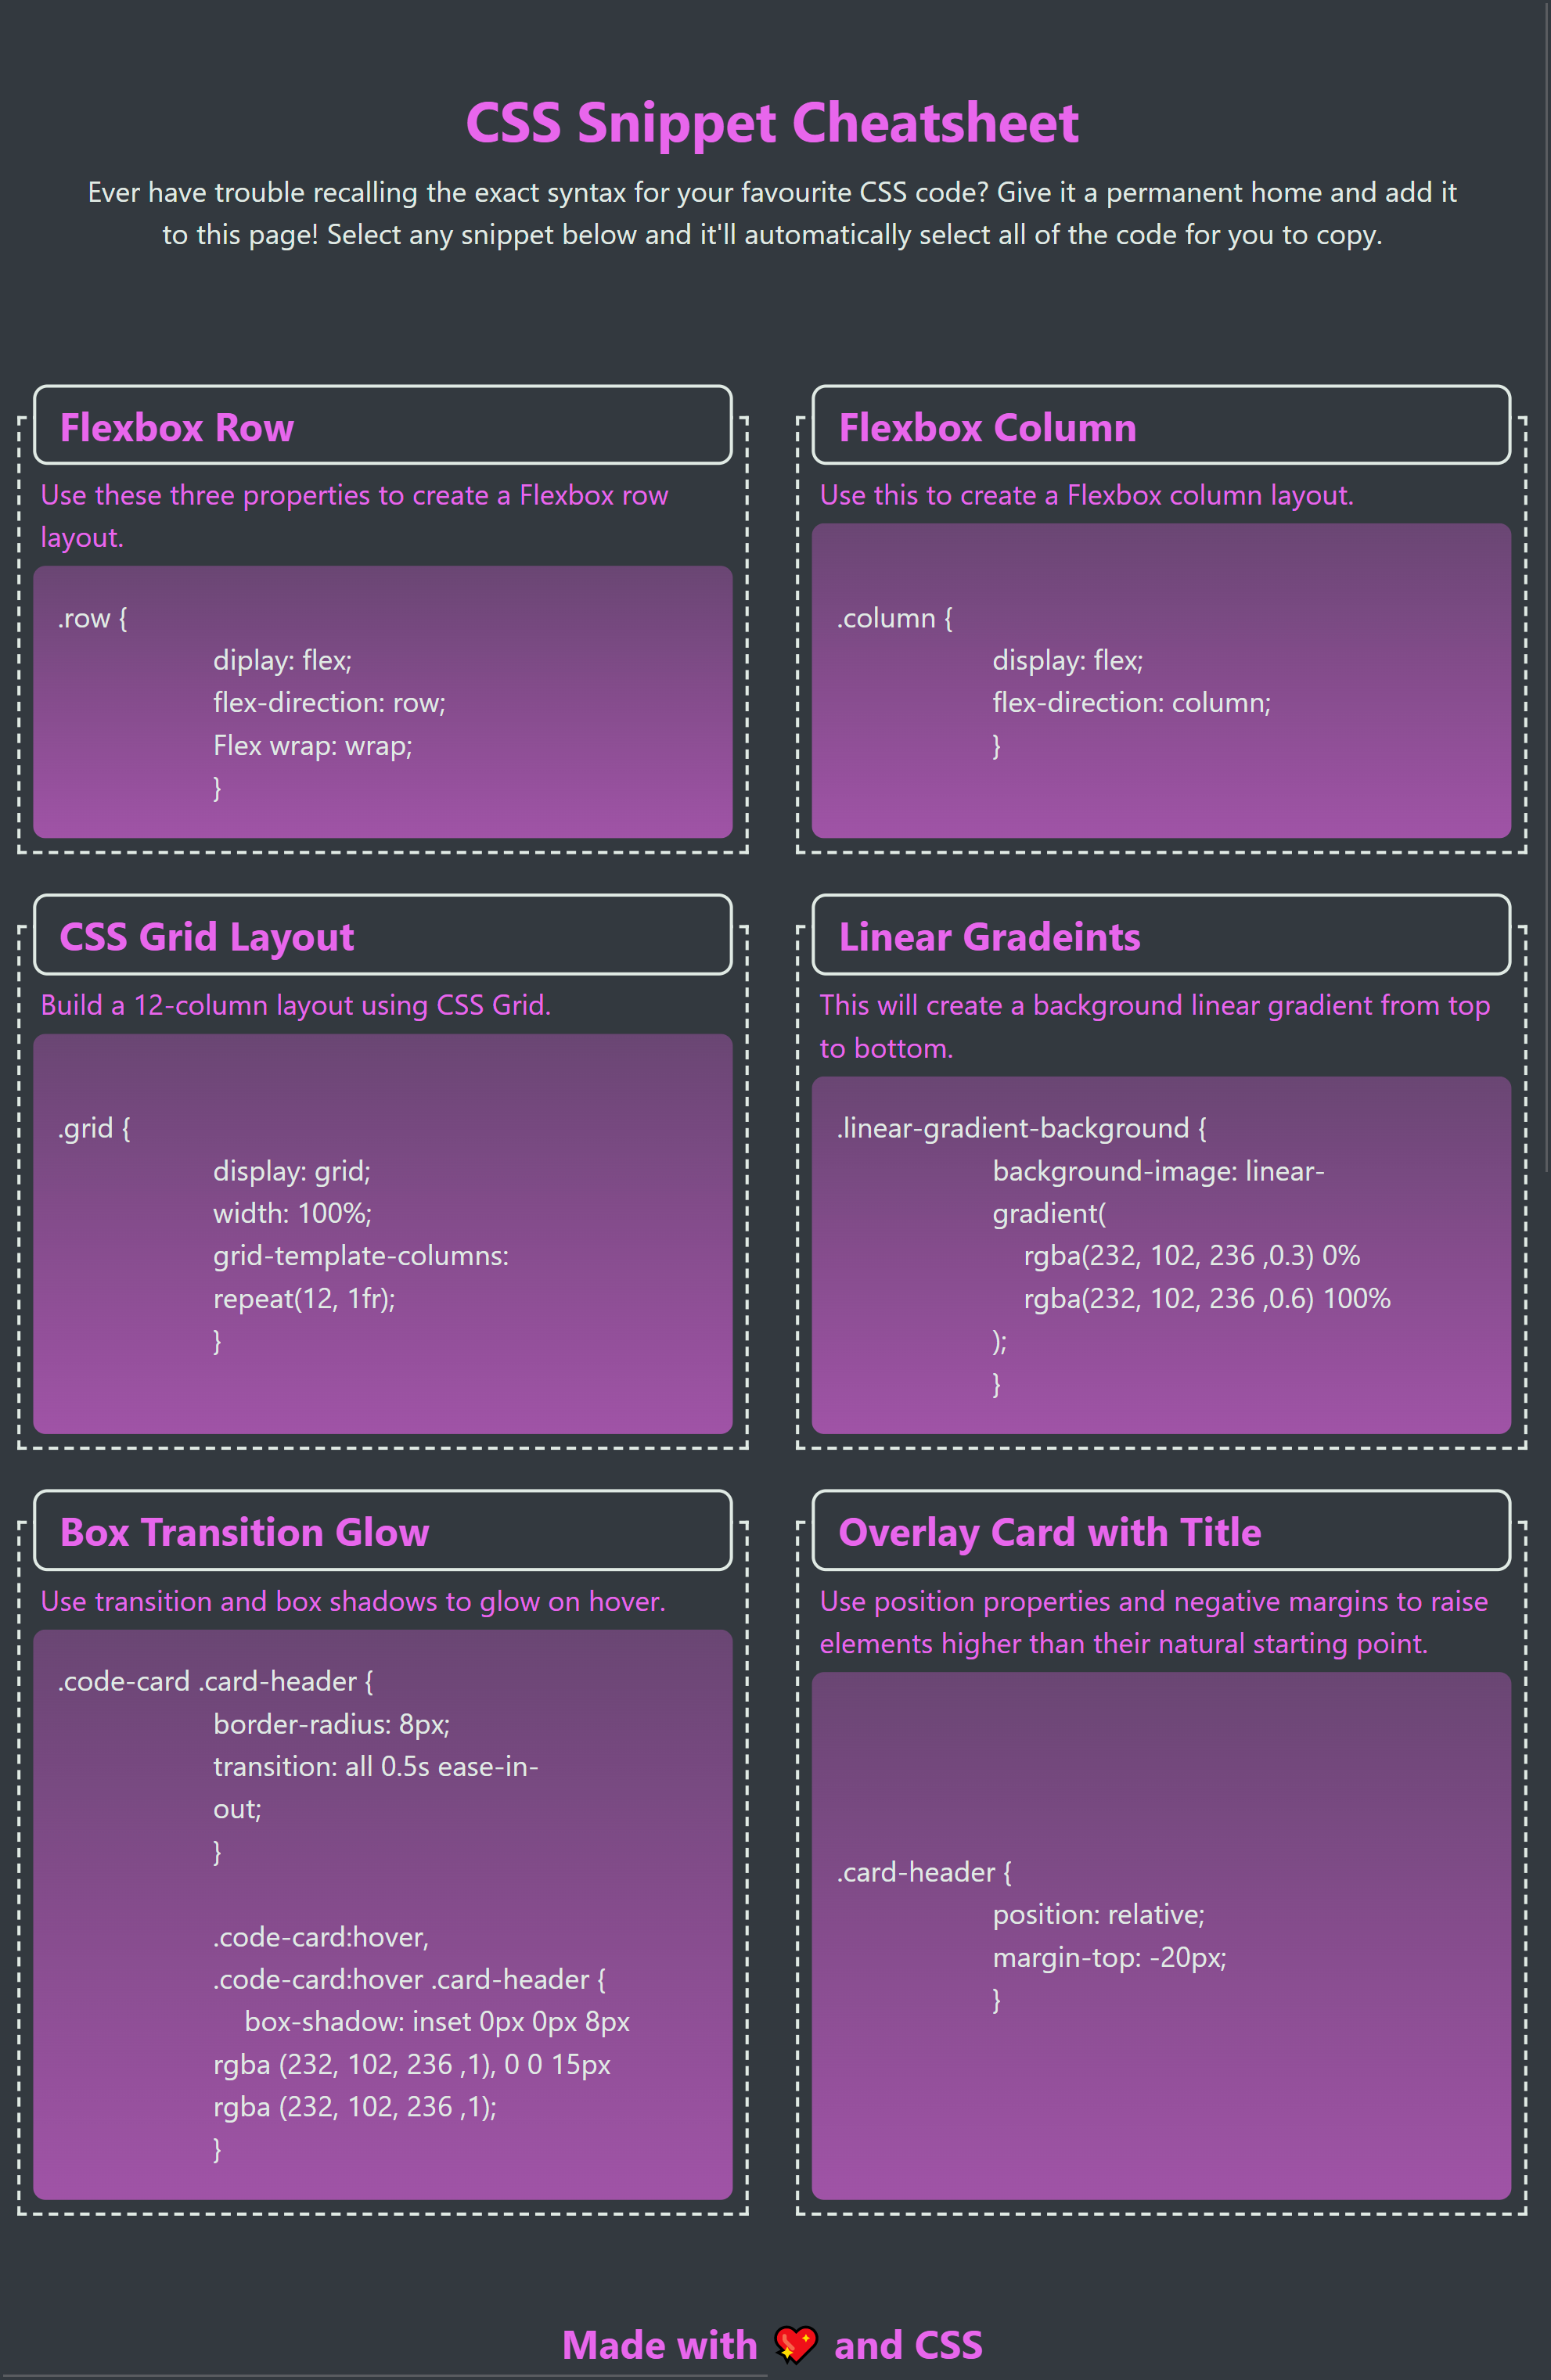 CSS Snippet Cheatsheet
Ever have trouble recalling the exact syntax for your favourite CSS code? Give it a permanent home and add it
to this page! Select any snippet below and it'll automatically select all of the code for you to copy.
Flexbox Row
Use these three properties to create a Flexbox row
layout.
.row {
diplay: flex;
flex-direction: row;
Flex wrap: wrap;
}
Flexbox Column
Use this to create a Flexbox column layout.
.column {
display: flex;
flex-direction: column;
}
CSS Grid Layout
Build a 12-column layout using CSS Grid.
.grid {
display: grid;
width: 100%;
grid-template-columns:
repeat(12, 1fr);
}
Linear Gradeints
This will create a background linear gradient from top
to bottom.
.linear-gradient-background {
background-image: linear-
gradient(
rgba(232, 102, 236 ,0.3) 0%
rgba(232, 102, 236 ,0.6) 100%
);
}
Box Transition Glow
Use transition and box shadows to glow on hover.
.code-card .card-header {
border-radius: 8px;
transition: all 0.5s ease-in-
out;
}
.code-card:hover,
.code-card:hover .card-header {
box-shadow: inset 0px 0px 8px
rgba (232, 102, 236 ,1), 0 0 15px
rgba (232, 102, 236 ,1);
}
Overlay Card with Title
Use position properties and negative margins to raise
elements higher than their natural starting point.
.card-header {
position: relative;
margin-top: -20px;
}
Made with 💖 and CSS